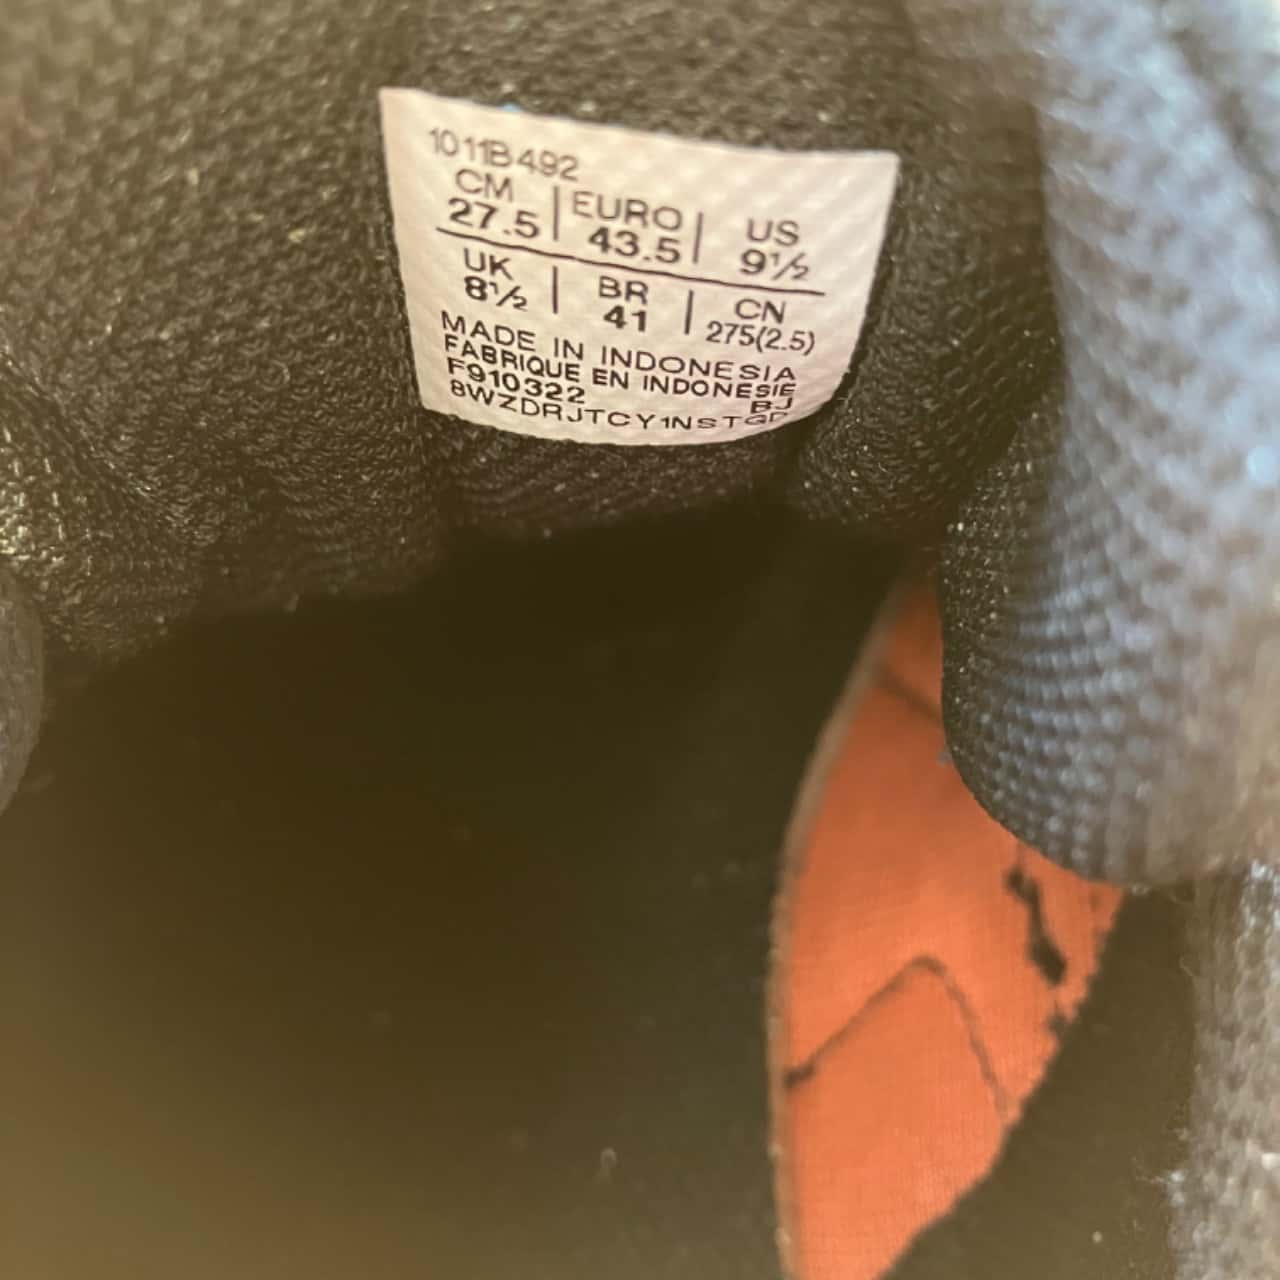 1011B492
CM | EURO | US
27.5 | 43.5 | 9½
UK | BR | CN
8½ | 41 | 275(2.5)
MADE IN INDONESIA
FABRIQUE EN INDONESIE
F910322 BJ